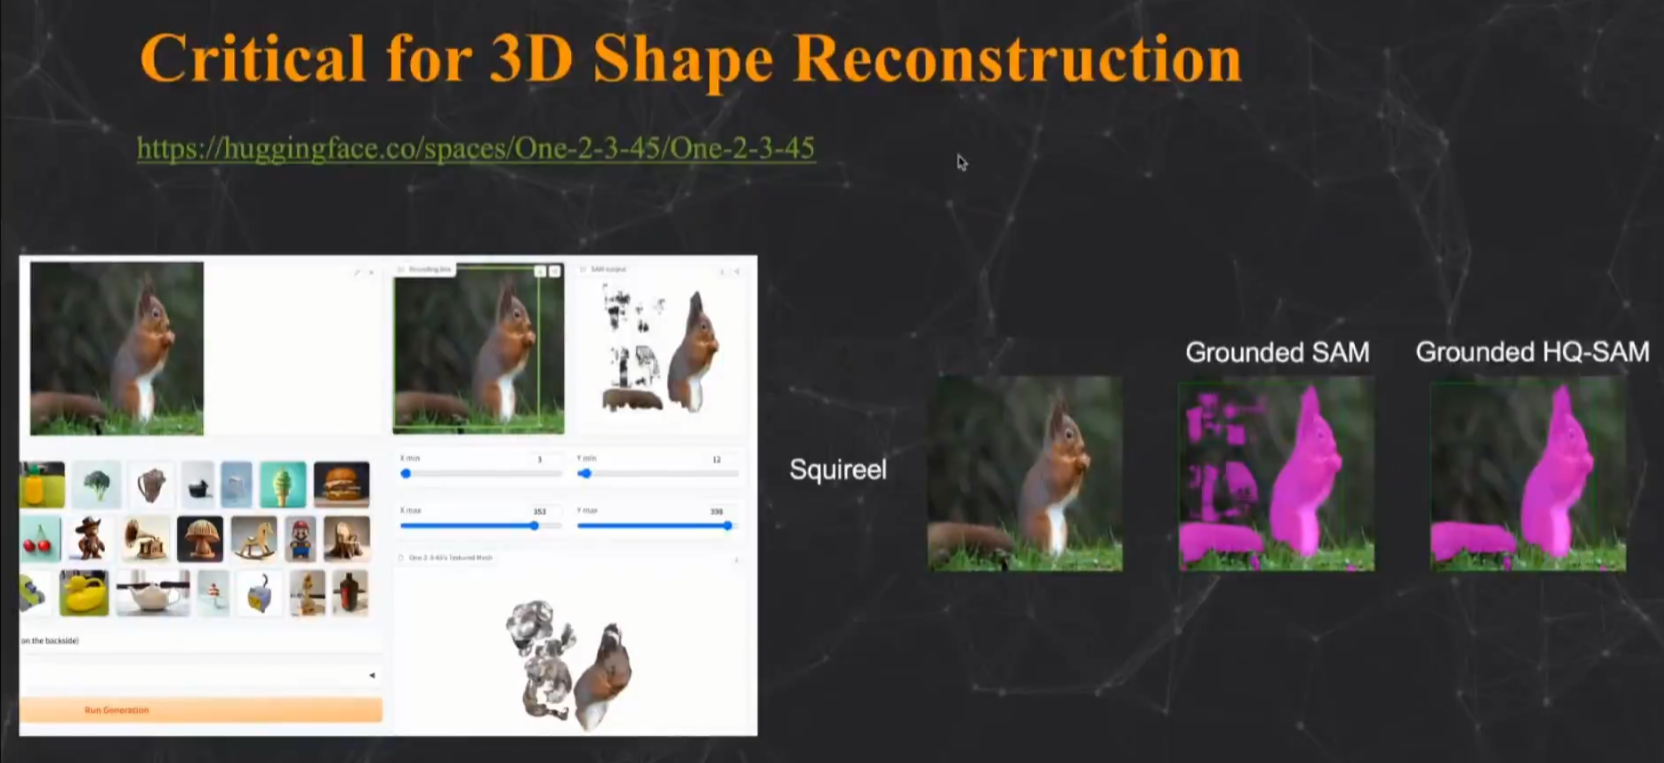 Critical for 3D Shape Reconstruction
https://huggingface.co/spaces/One-2-3-45/One-2-3-45
Bounding box
SAM output
X min
3
Y min
12
X max
353
Y max
398
One-2-3-45's Textured Mesh
on the backside)
Run Generation
Grounded SAM
Grounded HQ-SAM
Squireel